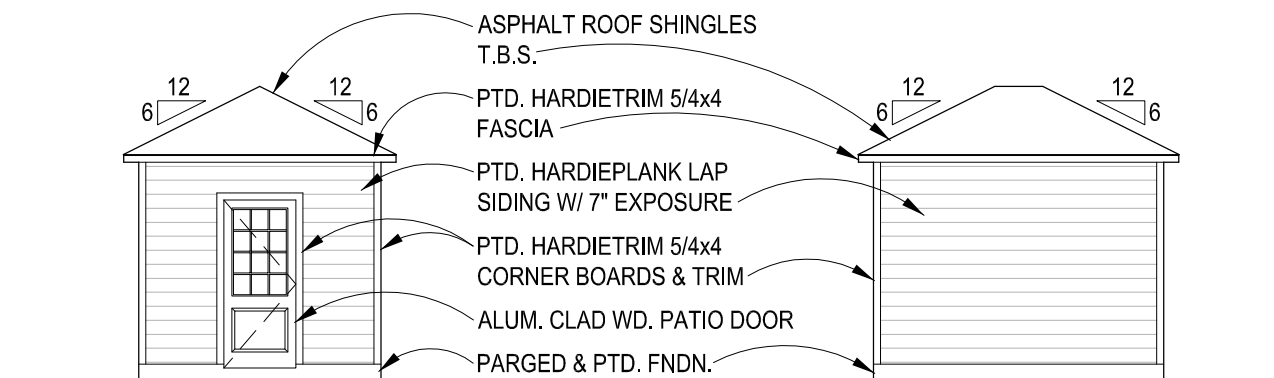 ASPHALT ROOF SHINGLES
T.B.S.
12
6
12
6
12
6
12
6
PTD. HARDIETRIM 5/4x4
FASCIA
PTD. HARDIEPLANK LAP
SIDING W/ 7" EXPOSURE
PTD. HARDIETRIM 5/4x4
CORNER BOARDS & TRIM
ALUM. CLAD WD. PATIO DOOR
PARGED & PTD. FNDN.